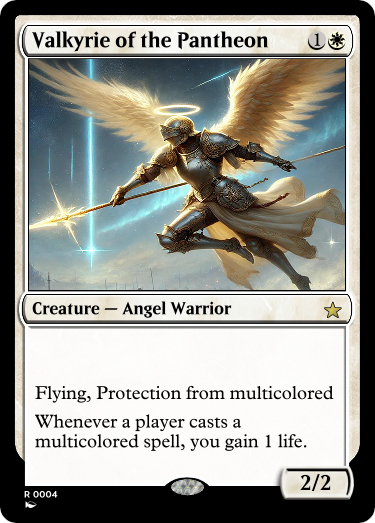 Valkyrie of the Pantheon 1
Creature — Angel Warrior
Flying, Protection from multicolored
Whenever a player casts a
multicolored spell, you gain 1 life.
2/2
R 0004